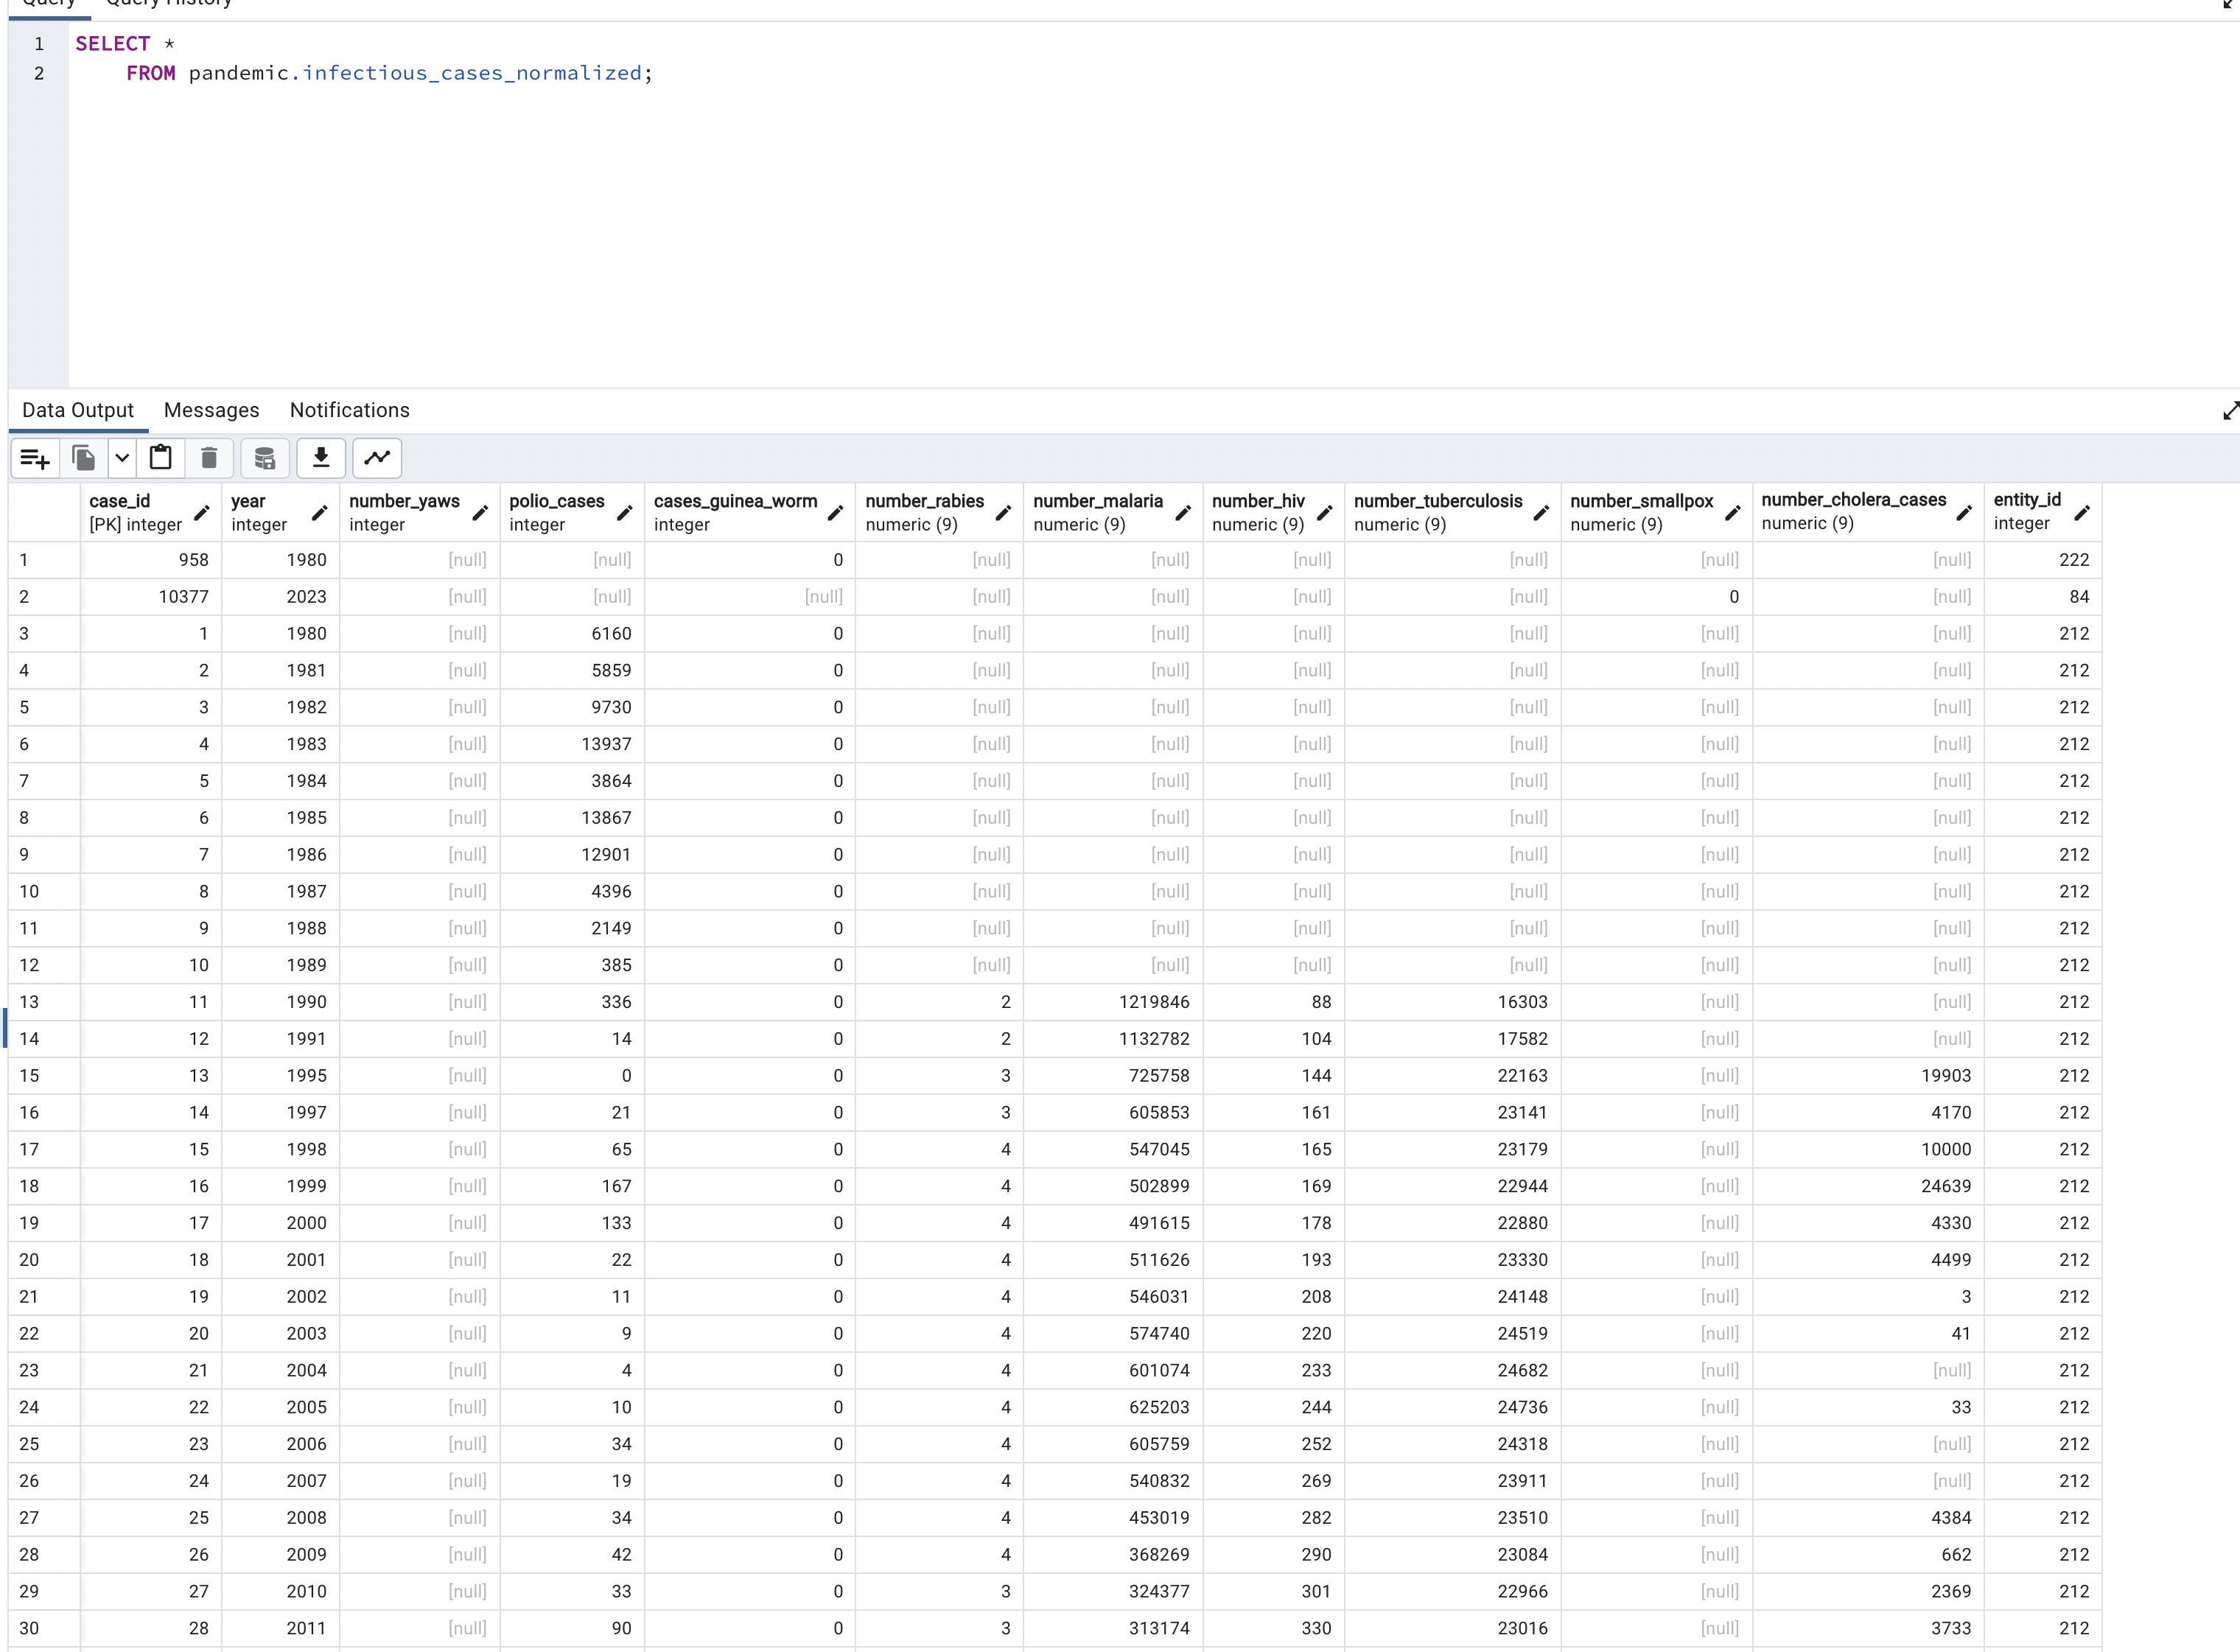 Query Query History
1 SELECT *
2 FROM pandemic.infectious_cases_normalized;
Data Output Messages Notifications
case_id year number_yaws polio_cases cases_guinea_worm number_rabies number_malaria number_hiv number_tuberculosis number_smallpox number_cholera_cases entity_id
[PK] integer integer integer integer integer numeric (9) numeric (9) numeric (9) numeric (9) numeric (9) numeric (9) integer
1 958 1980 [null] [null] 0 [null] [null] [null] [null] [null] [null] 222
2 10377 2023 [null] [null] [null] [null] [null] [null] [null] 0 [null] 84
3 1 1980 [null] 6160 0 [null] [null] [null] [null] [null] [null] 212
4 2 1981 [null] 5859 0 [null] [null] [null] [null] [null] [null] 212
5 3 1982 [null] 9730 0 [null] [null] [null] [null] [null] [null] 212
6 4 1983 [null] 13937 0 [null] [null] [null] [null] [null] [null] 212
7 5 1984 [null] 3864 0 [null] [null] [null] [null] [null] [null] 212
8 6 1985 [null] 13867 0 [null] [null] [null] [null] [null] [null] 212
9 7 1986 [null] 12901 0 [null] [null] [null] [null] [null] [null] 212
10 8 1987 [null] 4396 0 [null] [null] [null] [null] [null] [null] 212
11 9 1988 [null] 2149 0 [null] [null] [null] [null] [null] [null] 212
12 10 1989 [null] 385 0 [null] [null] [null] [null] [null] [null] 212
13 11 1990 [null] 336 0 2 1219846 88 16303 [null] [null] 212
14 12 1991 [null] 14 0 2 1132782 104 17582 [null] [null] 212
15 13 1995 [null] 0 0 3 725758 144 22163 [null] 19903 212
16 14 1997 [null] 21 0 3 605853 161 23141 [null] 4170 212
17 15 1998 [null] 65 0 4 547045 165 23179 [null] 10000 212
18 16 1999 [null] 167 0 4 502899 169 22944 [null] 24639 212
19 17 2000 [null] 133 0 4 491615 178 22880 [null] 4330 212
20 18 2001 [null] 22 0 4 511626 193 23330 [null] 4499 212
21 19 2002 [null] 11 0 4 546031 208 24148 [null] 3 212
22 20 2003 [null] 9 0 4 574740 220 24519 [null] 41 212
23 21 2004 [null] 4 0 4 601074 233 24682 [null] [null] 212
24 22 2005 [null] 10 0 4 625203 244 24736 [null] 33 212
25 23 2006 [null] 34 0 4 605759 252 24318 [null] [null] 212
26 24 2007 [null] 19 0 4 540832 269 23911 [null] [null] 212
27 25 2008 [null] 34 0 4 453019 282 23510 [null] 4384 212
28 26 2009 [null] 42 0 4 368269 290 23084 [null] 662 212
29 27 2010 [null] 33 0 3 324377 301 22966 [null] 2369 212
30 28 2011 [null] 90 0 3 313174 330 23016 [null] 3733 212